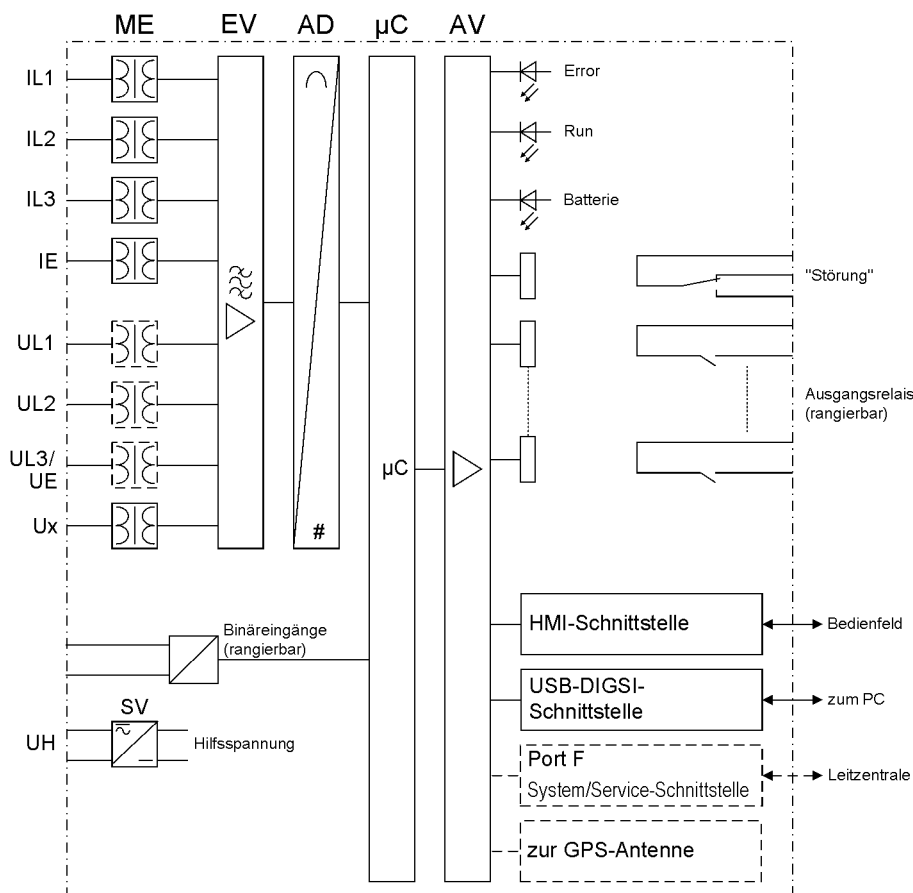 ME EV AD µC AV
IL1
IL2
IL3
IE
UL1
UL2
UL3/
UE
Ux
#
µC
Error
Run
Batterie
"Störung"
Ausgangsrelais
(rangierbar)
Binäreingänge
(rangierbar)
SV
UH
Hilfsspannung
HMI-Schnittstelle
Bedienfeld
USB-DIGSI-
Schnittstelle
zum PC
Port F
System/Service-Schnittstelle
Leitzentrale
zur GPS-Antenne